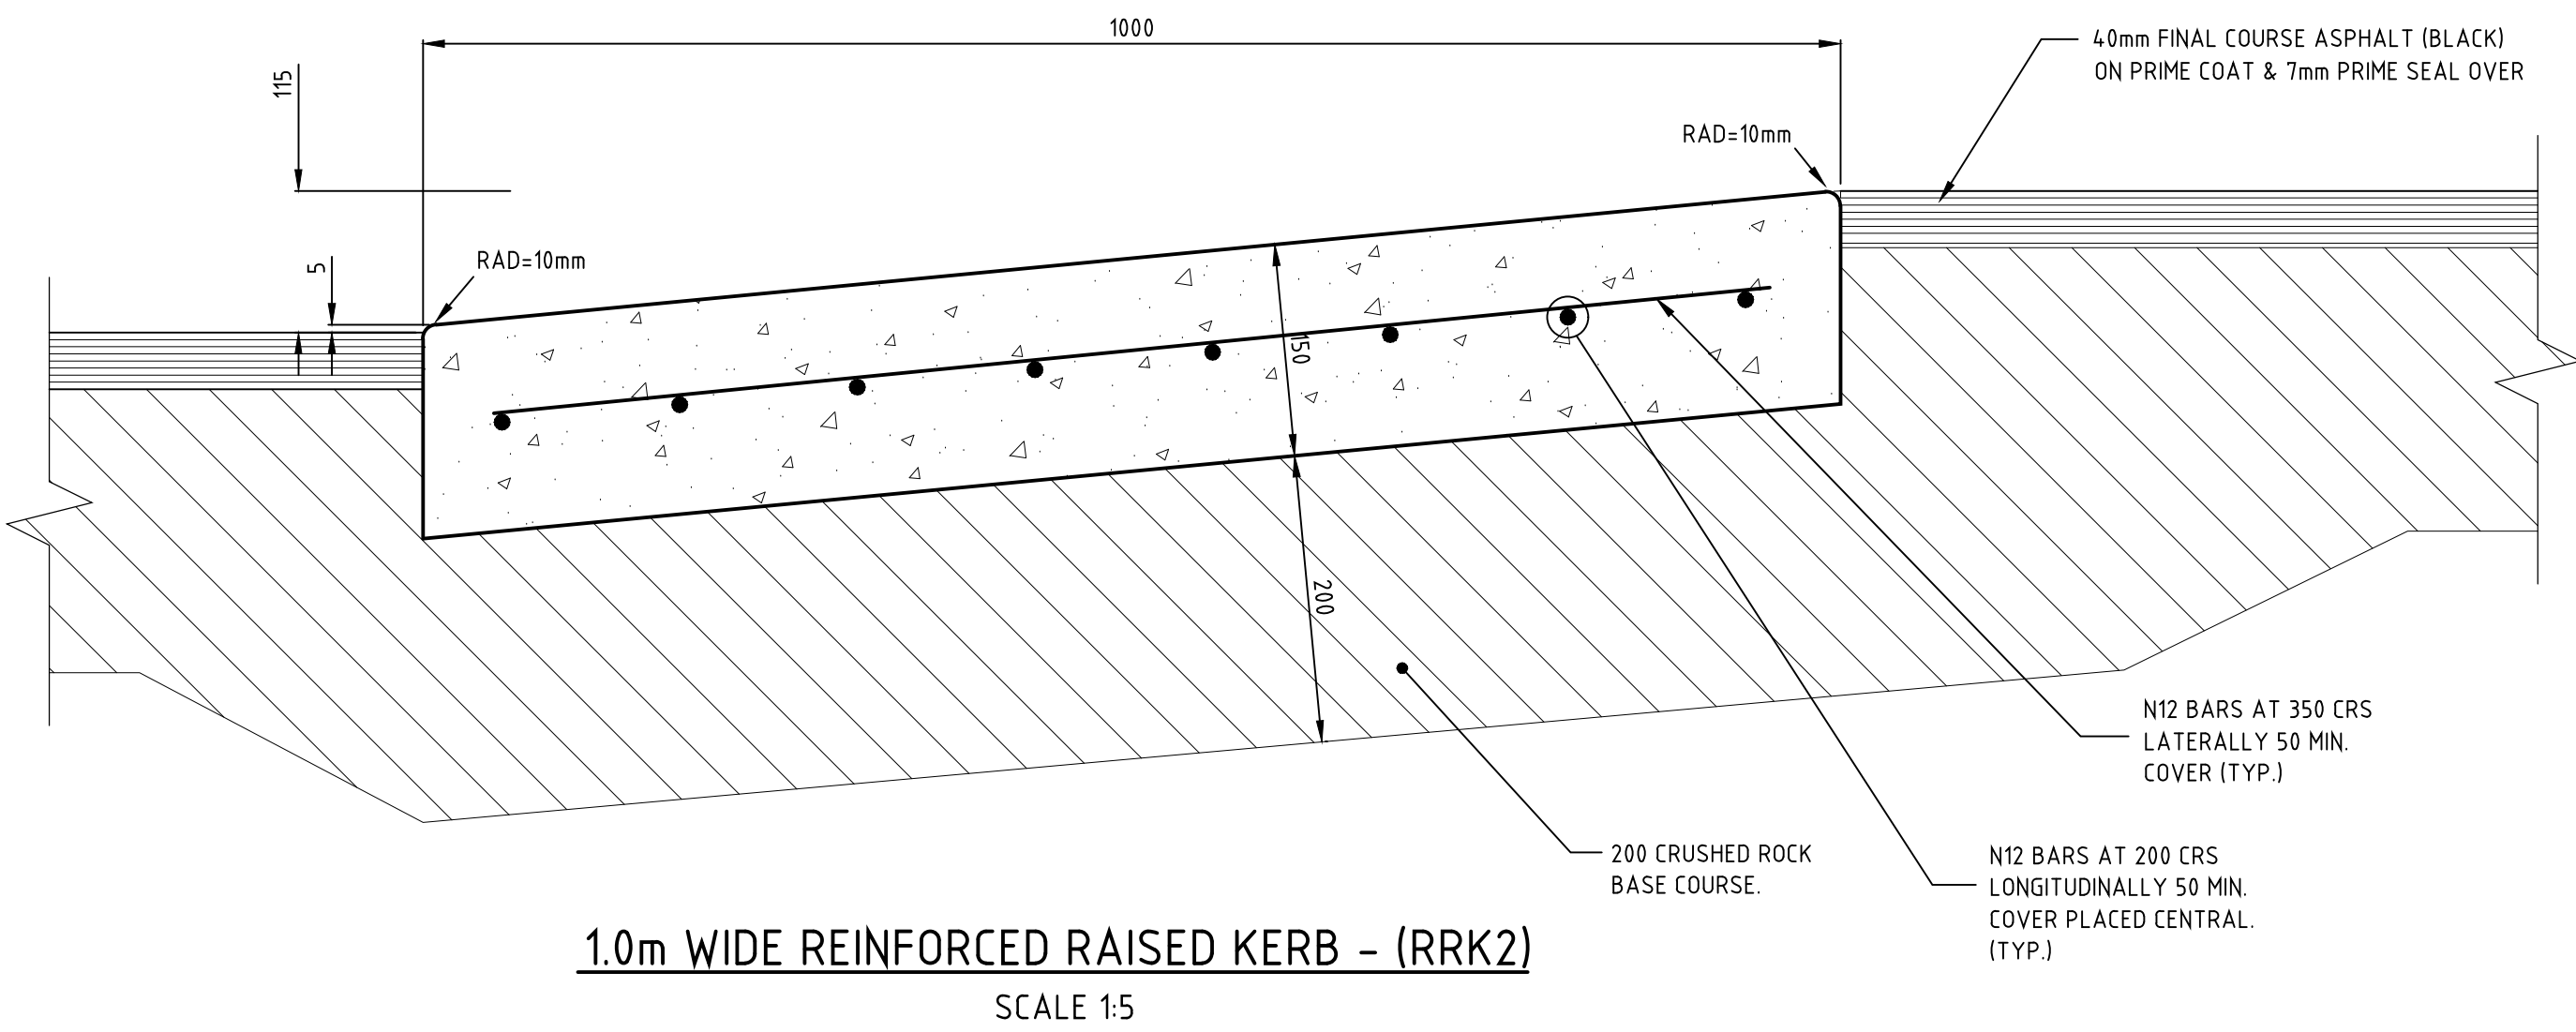 1000
40mm FINAL COURSE ASPHALT (BLACK)
ON PRIME COAT & 7mm PRIME SEAL OVER
115
RAD=10mm
5
RAD=10mm
150
200
N12 BARS AT 350 CRS
LATERALLY 50 MIN.
COVER (TYP.)
200 CRUSHED ROCK
BASE COURSE.
N12 BARS AT 200 CRS
LONGITUDINALLY 50 MIN.
COVER PLACED CENTRAL.
(TYP.)
1.0m WIDE REINFORCED RAISED KERB - (RRK2)
SCALE 1:5